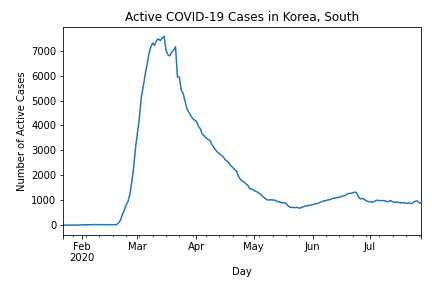 Active COVID-19 Cases in Korea, South
Number of Active Cases
7000
6000
5000
4000
3000
2000
1000
0
Feb Mar Apr May Jun Jul
2020
Day